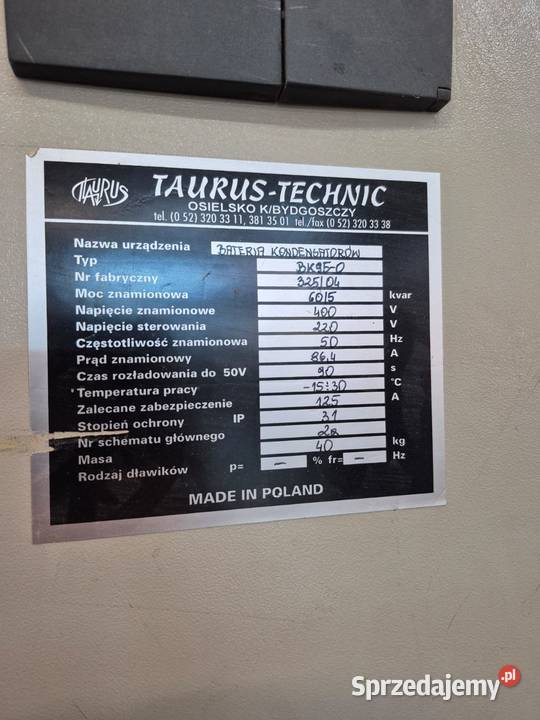 TAURUS
TAURUS-TECHNIC
OSIELSKO K/BYDGOSZCZY
tel. (0 52) 320 33 11, 381 35 01 tel./fax (0 52) 320 33 38
Nazwa urządzenia BATERIA KONDENSATORÓW
Typ BK95-0
Nr fabryczny 325/04
Moc znamionowa 60/5 kvar
Napięcie znamionowe 400 V
Napięcie sterowania 220 V
Częstotliwość znamionowa 50 Hz
Prąd znamionowy 86,4 A
Czas rozładowania do 50V 90 s
Temperatura pracy -15÷30 °C
Zalecane zabezpieczenie 125 A
Stopień ochrony IP 31
Nr schematu głównego 2a
Masa 40 kg
Rodzaj dławików p= - % fr= - Hz
MADE IN POLAND
Sprzedajemy.pl